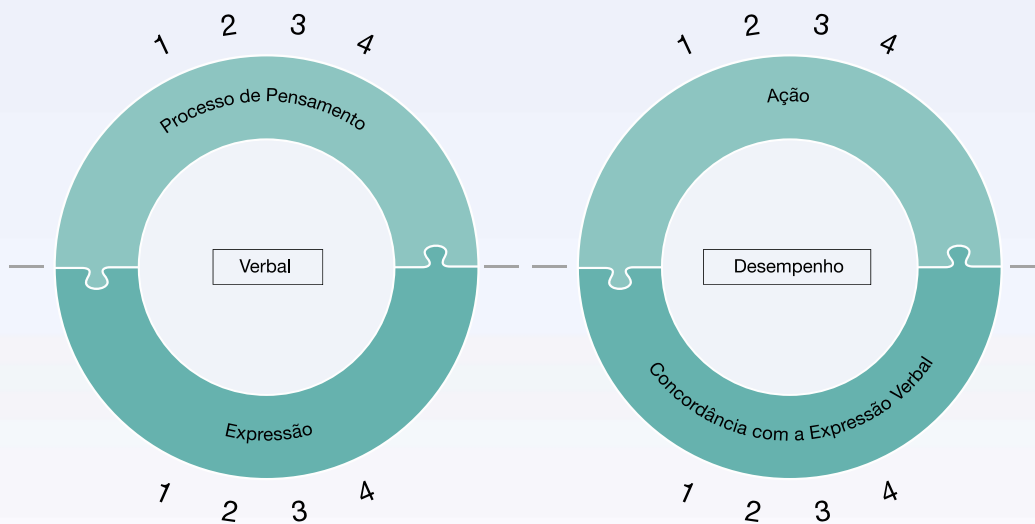 1 2 3 4
Processo de Pensamento
Verbal
Expressão
1 2 3 4
1 2 3 4
Ação
Desempenho
Concordância com a Expressão Verbal
1 2 3 4